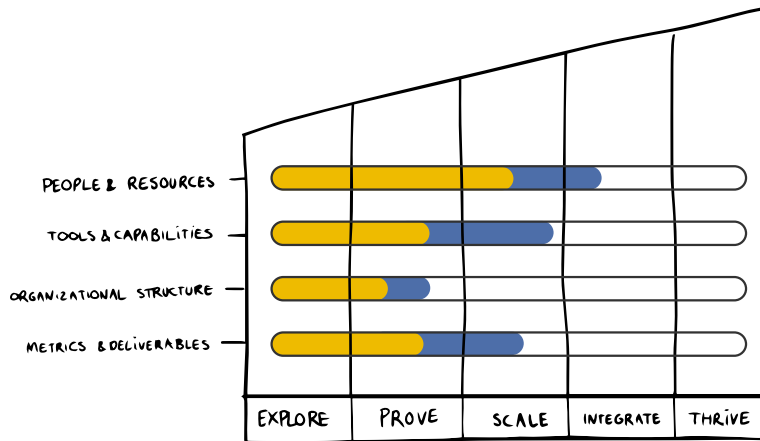 PEOPLE & RESOURCES
TOOLS & CAPABILITIES
ORGANIZATIONAL STRUCTURE
METRICS & DELIVERABLES
EXPLORE PROVE SCALE INTEGRATE THRIVE